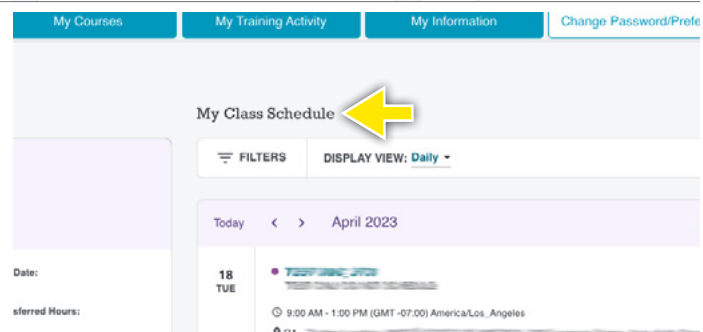 My Courses
My Training Activity
My Information
Change Password/Prefe
My Class Schedule
FILTERS
DISPLAY VIEW: Daily
Today
April 2023
Date:
18
TUE
sferred Hours:
9:00 AM - 1:00 PM (GMT -07:00) America/Los_Angeles